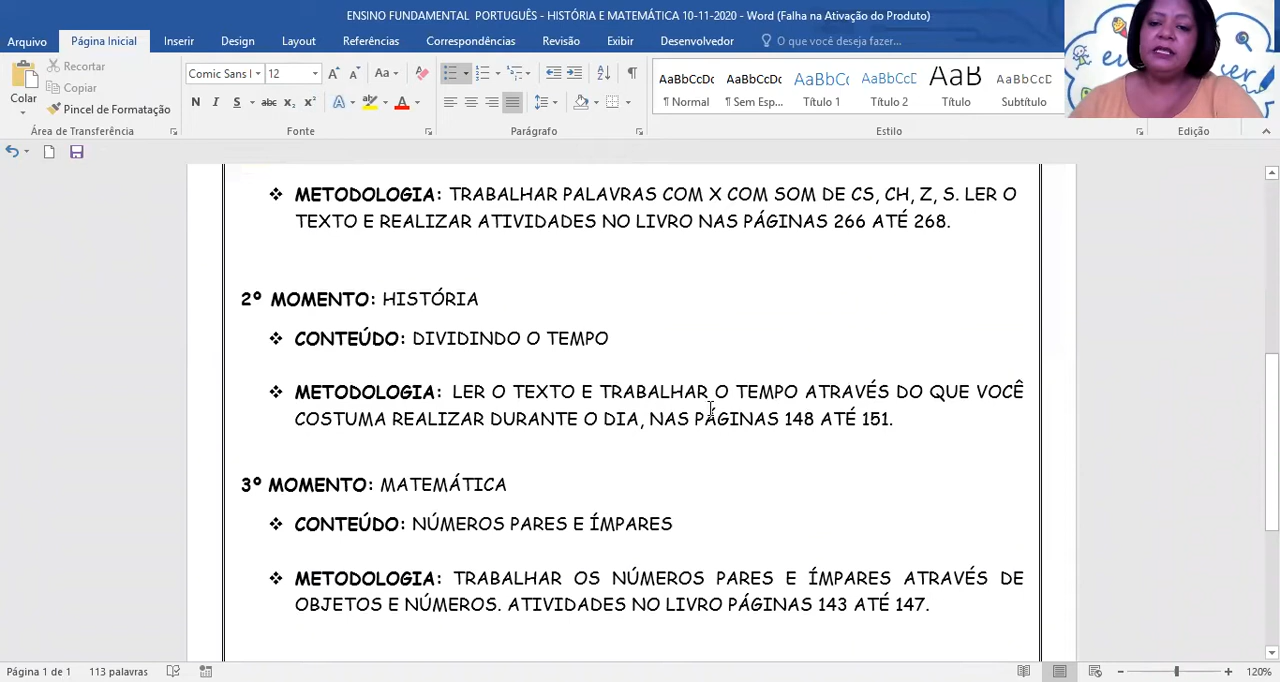 ENSINO FUNDAMENTAL PORTUGUÊS - HISTÓRIA E MATEMÁTICA 10-11-2020 - Word (Falha na Ativação do Produto)
Arquivo Página Inicial Inserir Design Layout Referências Correspondências Revisão Exibir Desenvolvedor O que você deseja fazer...
Recortar
Copiar
Pincel de Formatação
Colar
Comic Sans 12
Aa
N I S abc x₂ x² A A
AaBbCcDc AaBbCcDc AaBbC AaBbCcD AaB AaBbCcD
¶ Normal ¶ Sem Esp... Título 1 Título 2 Título Subtítulo
Área de Transferência Fonte Parágrafo Estilo Edição
METODOLOGIA: TRABALHAR PALAVRAS COM X COM SOM DE CS, CH, Z, S. LER O
TEXTO E REALIZAR ATIVIDADES NO LIVRO NAS PÁGINAS 266 ATÉ 268.
2º MOMENTO: HISTÓRIA
CONTEÚDO: DIVIDINDO O TEMPO
METODOLOGIA: LER O TEXTO E TRABALHAR O TEMPO ATRAVÉS DO QUE VOCÊ
COSTUMA REALIZAR DURANTE O DIA, NAS PÁGINAS 148 ATÉ 151.
3º MOMENTO: MATEMÁTICA
CONTEÚDO: NÚMEROS PARES E ÍMPARES
METODOLOGIA: TRABALHAR OS NÚMEROS PARES E ÍMPARES ATRAVÉS DE
OBJETOS E NÚMEROS. ATIVIDADES NO LIVRO PÁGINAS 143 ATÉ 147.
Página 1 de 1 113 palavras 120%